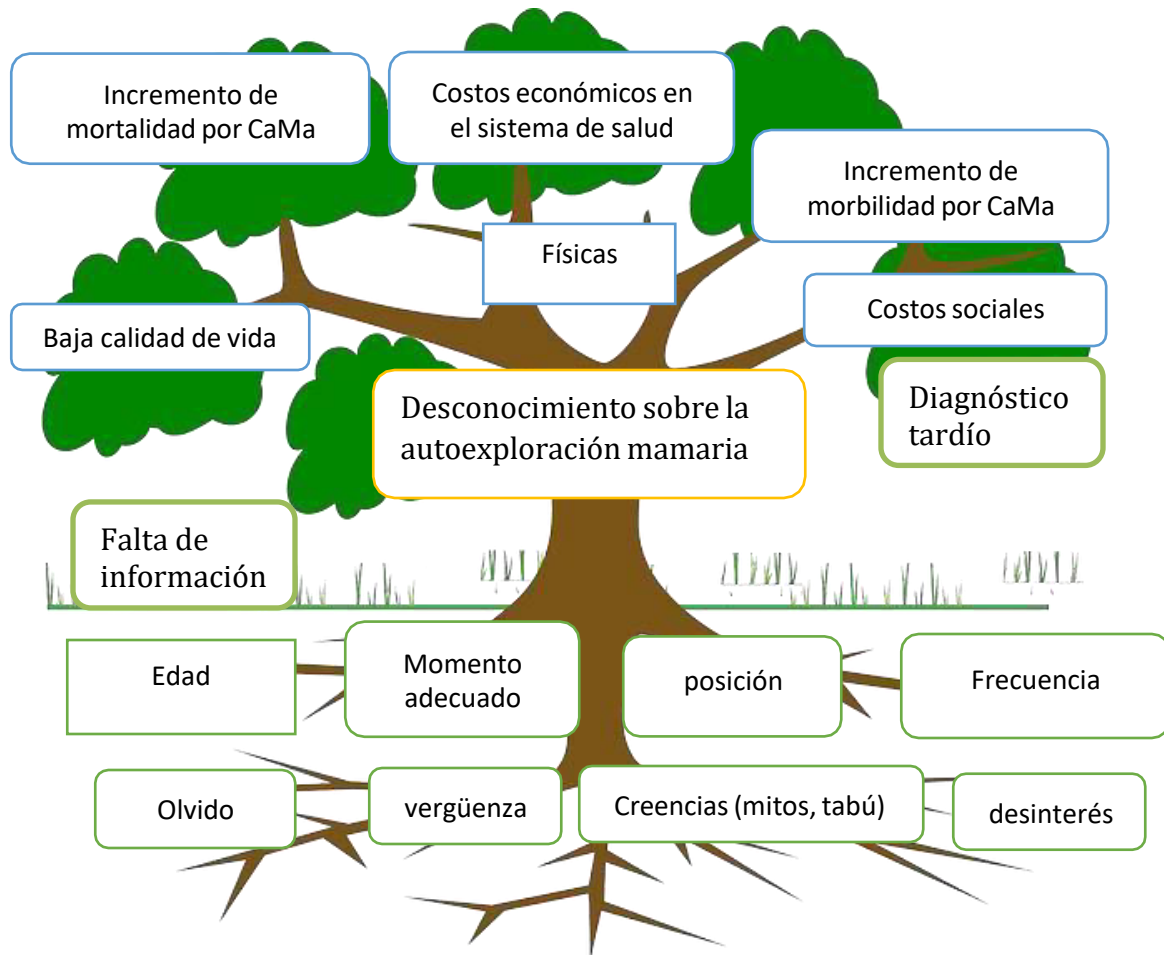 Incremento de
mortalidad por CaMa
Costos económicos en
el sistema de salud
Incremento de
morbilidad por CaMa
Físicas
Baja calidad de vida
Costos sociales
Desconocimiento sobre la
autoexploración mamaria
Diagnóstico
tardío
Falta de
información
Edad
Momento
adecuado
posición
Frecuencia
Olvido
vergüenza
Creencias (mitos, tabú)
desinterés